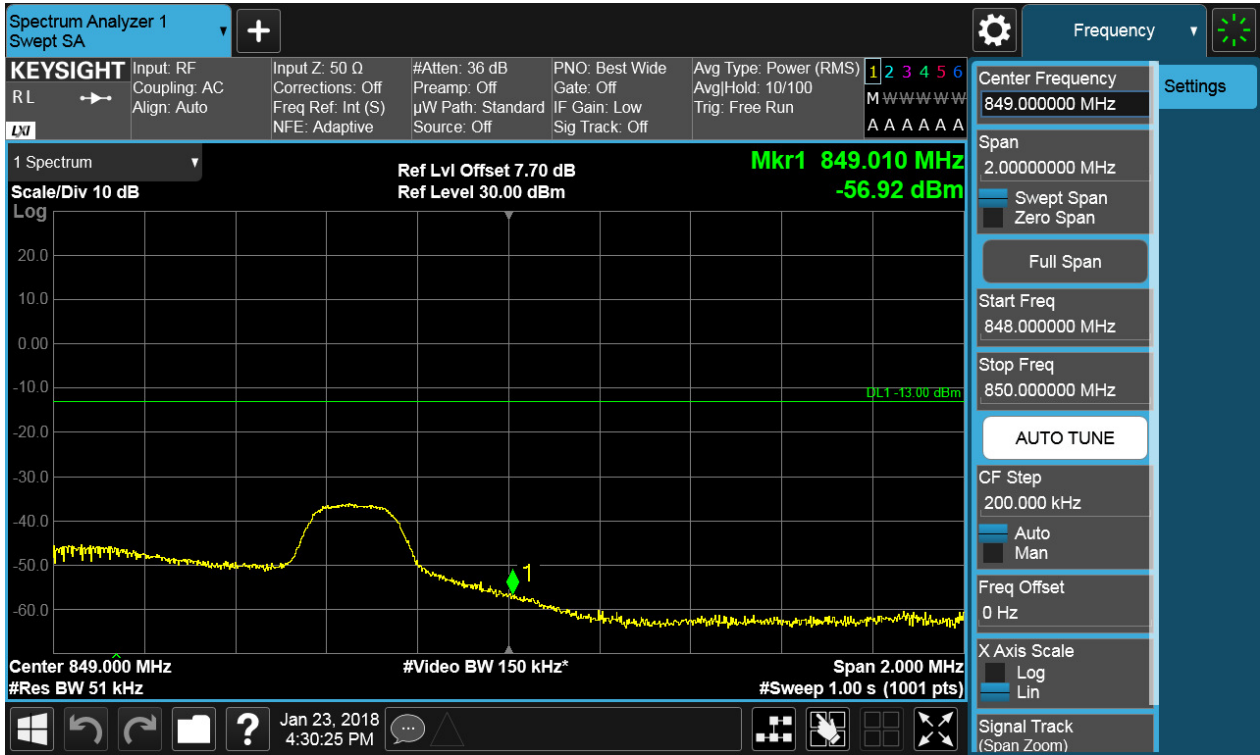 Spectrum Analyzer 1
Swept SA
Frequency
KEYSIGHT
R L
LXI
Input: RF
Coupling: AC
Align: Auto
Input Z: 50 Ω
Corrections: Off
Freq Ref: Int (S)
NFE: Adaptive
#Atten: 36 dB
Preamp: Off
µW Path: Standard
Source: Off
PNO: Best Wide
Gate: Off
IF Gain: Low
Sig Track: Off
Avg Type: Power (RMS)
Avg|Hold: 10/100
Trig: Free Run
1 2 3 4 5 6
M W W W W W
A A A A A A
1 Spectrum
Scale/Div 10 dB
Log
Ref Lvl Offset 7.70 dB
Ref Level 30.00 dBm
Mkr1 849.010 MHz
-56.92 dBm
20.0
10.0
0.00
-10.0
-20.0
-30.0
-40.0
-50.0
-60.0
DL1 -13.00 dBm
1
Center 849.000 MHz
#Res BW 51 kHz
#Video BW 150 kHz*
Span 2.000 MHz
#Sweep 1.00 s (1001 pts)
Center Frequency
849.000000 MHz
Span
2.00000000 MHz
Swept Span
Zero Span
Full Span
Start Freq
848.000000 MHz
Stop Freq
850.000000 MHz
AUTO TUNE
CF Step
200.000 kHz
Auto
Man
Freq Offset
0 Hz
X Axis Scale
Log
Lin
Signal Track
(Span Zoom)
Settings
?
Jan 23, 2018
4:30:25 PM